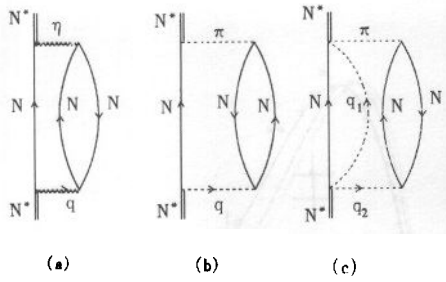 N* N* N*
η π π
N N N N N N N q₁ N N
N* q N* q N* q₂
(a) (b) (c)